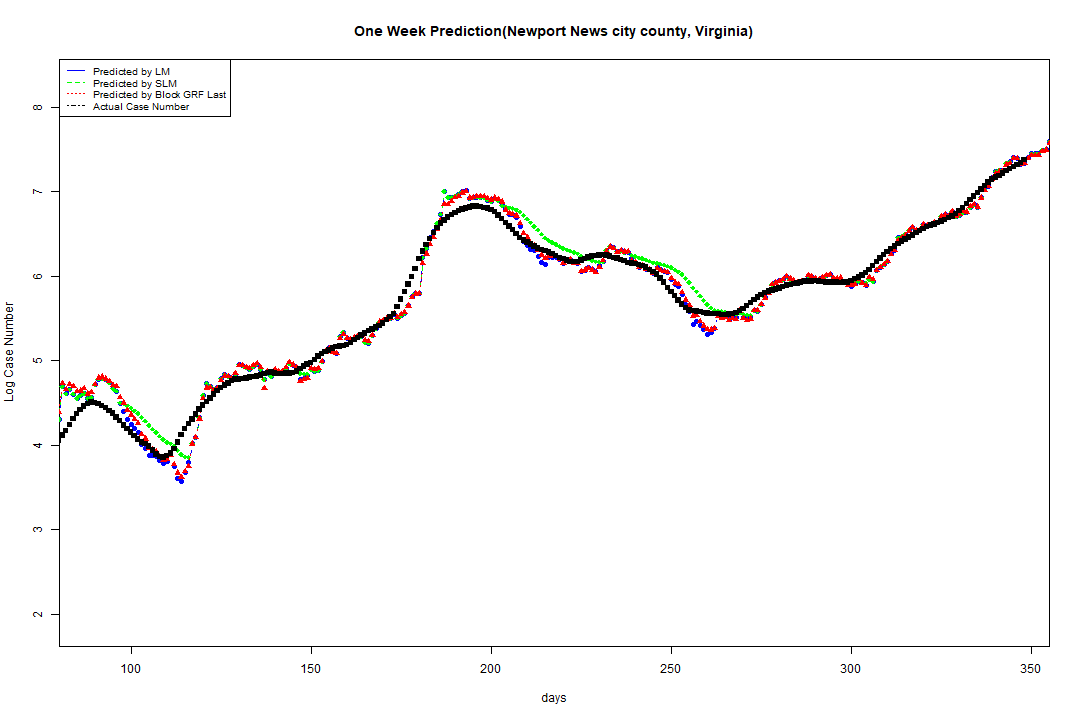 One Week Prediction(Newport News city county, Virginia)
Predicted by LM
Predicted by SLM
Predicted by Block GRF Last
Actual Case Number
8
7
6
5
4
3
2
Log Case Number
100 150 200 250 300 350
days